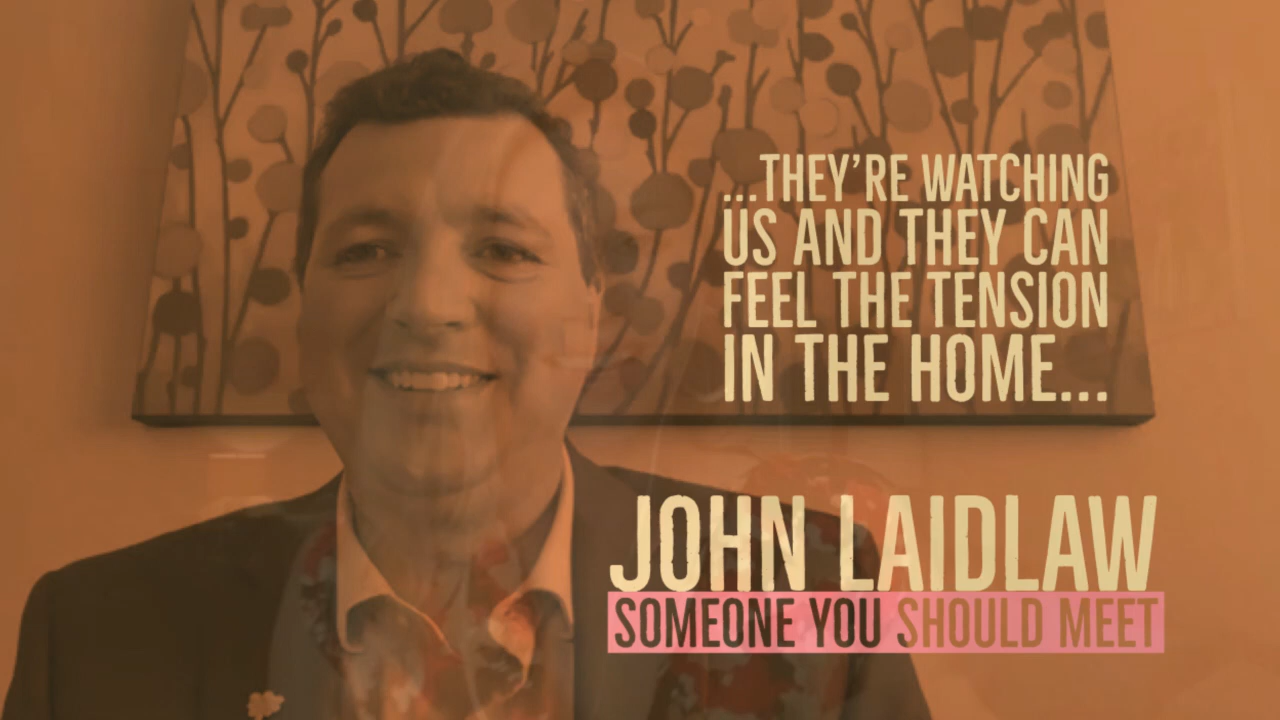 ...THEY'RE WATCHING
US AND THEY CAN
FEEL THE TENSION
IN THE HOME...
JOHN LAIDLAW
SOMEONE YOU SHOULD MEET